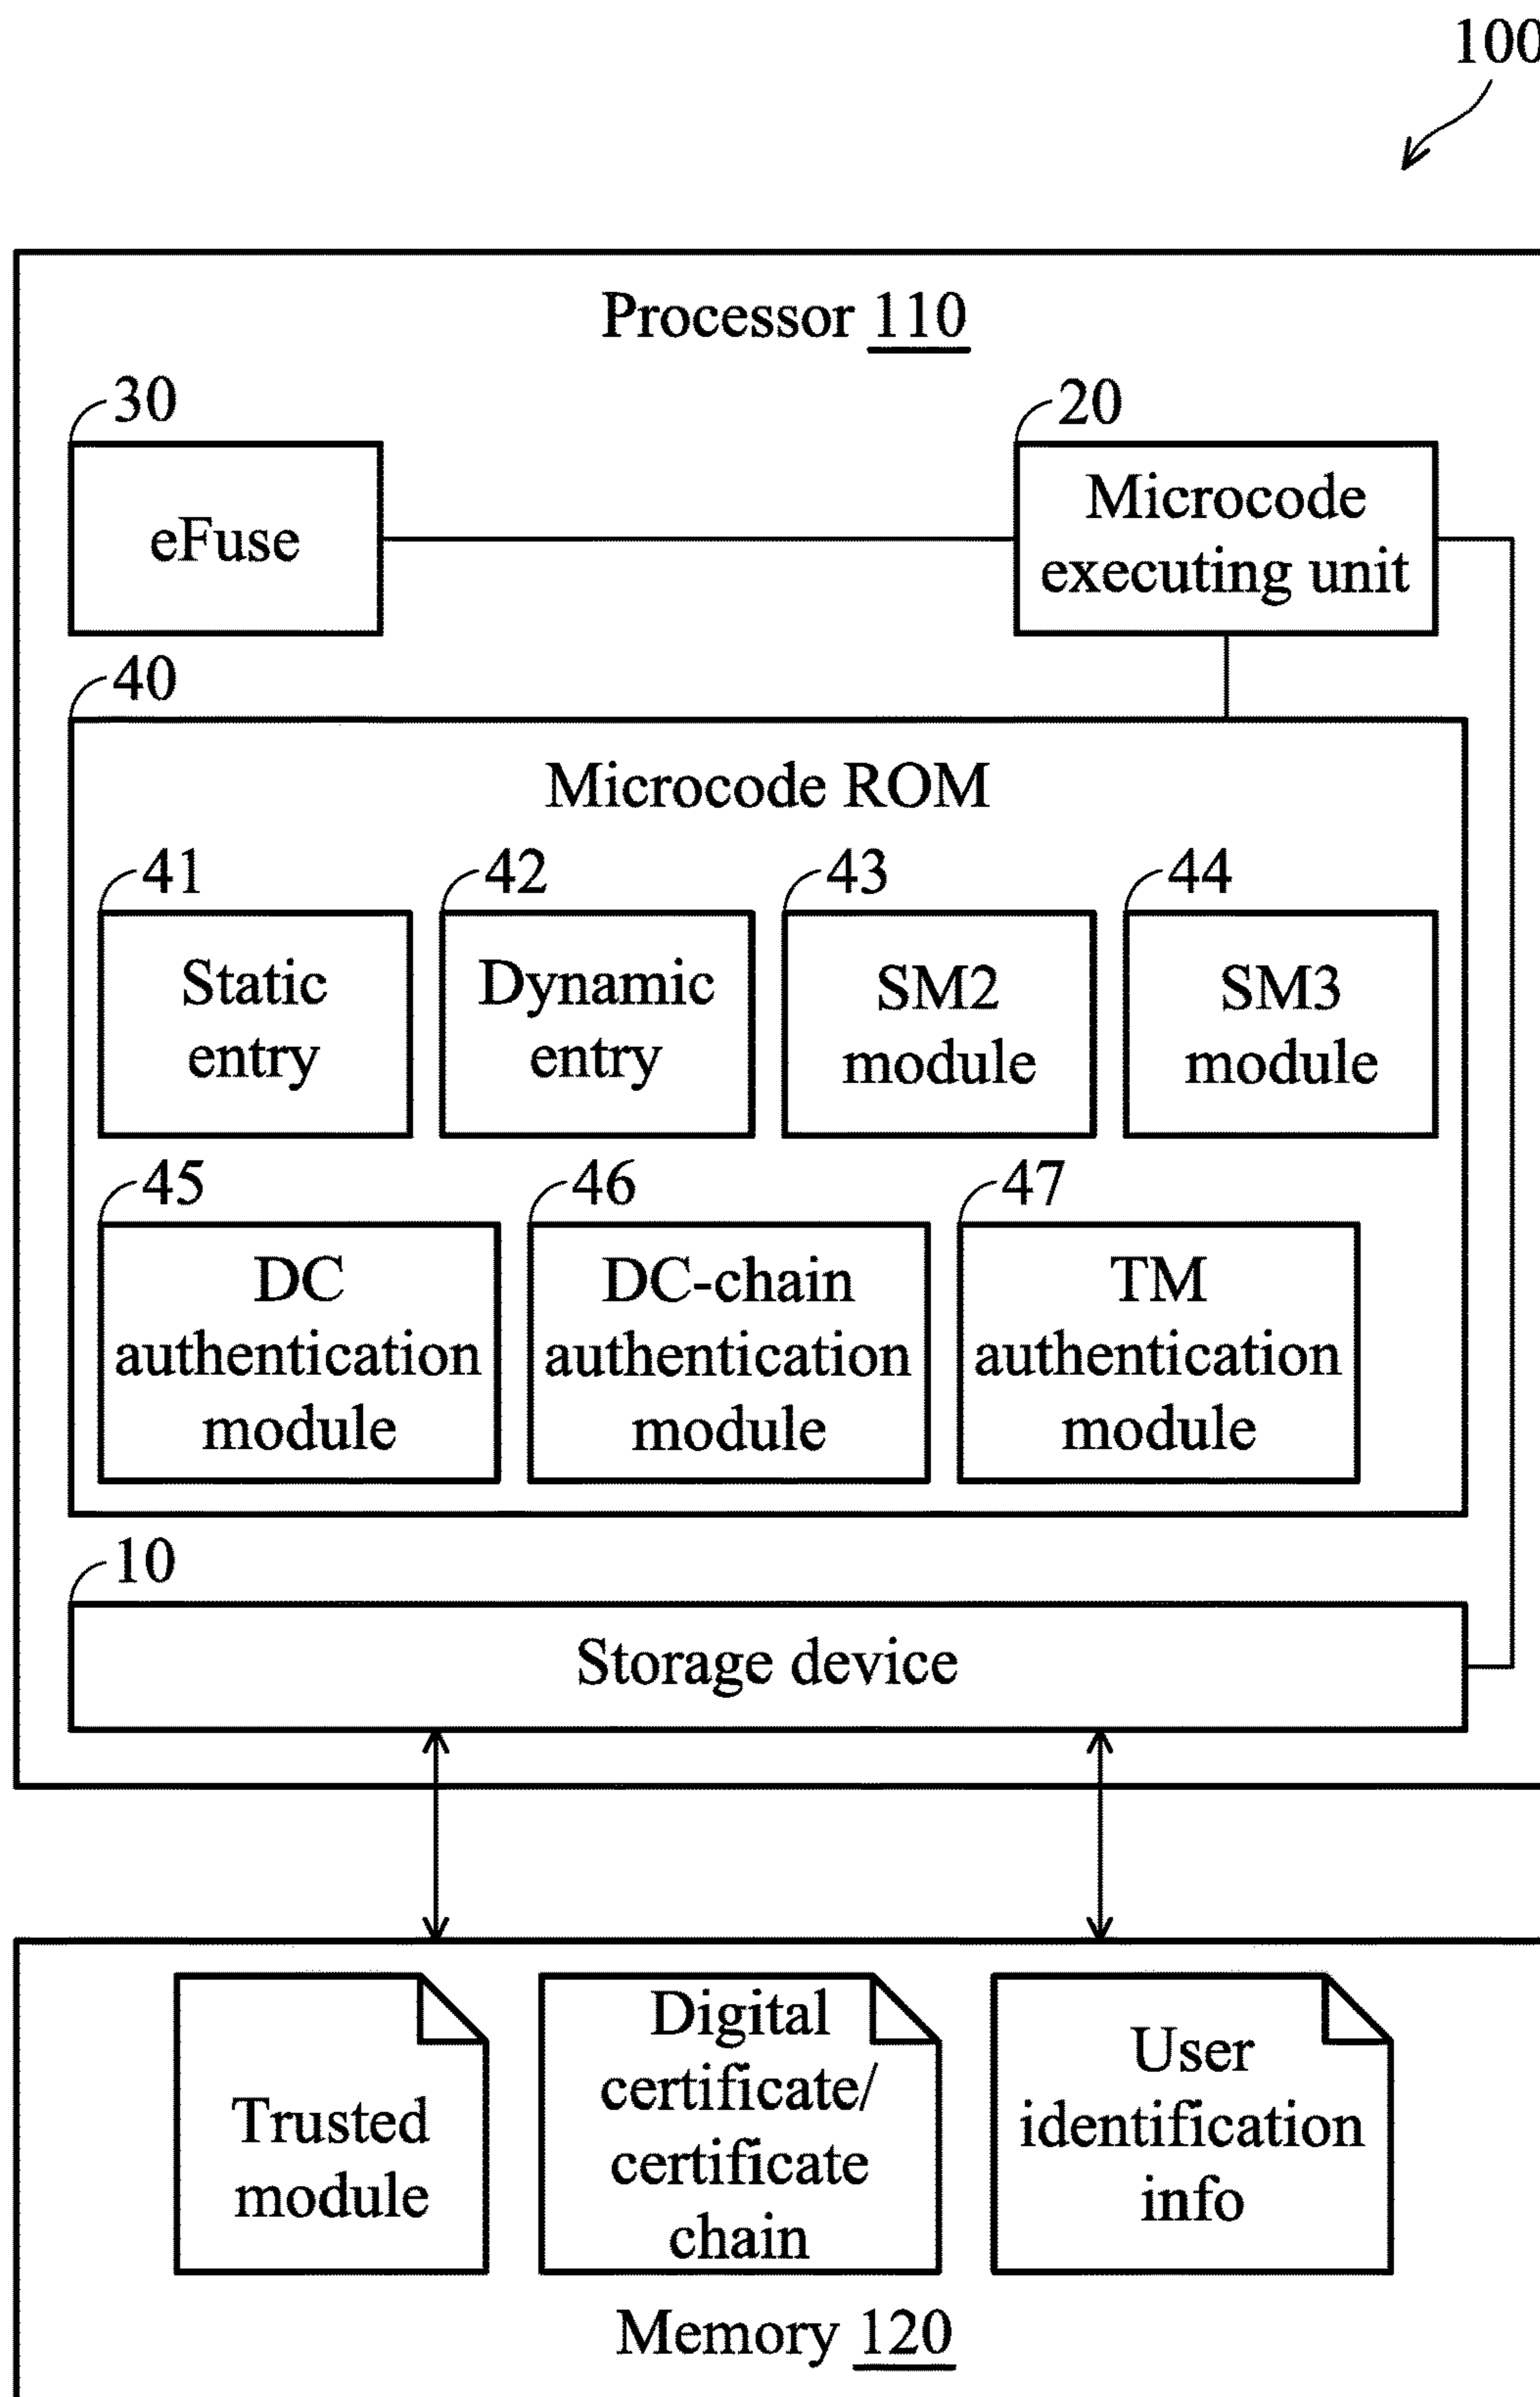 100
Processor 110
30
20
eFuse
Microcode
executing unit
40
Microcode ROM
41
42
43
44
Static
entry
Dynamic
entry
SM2
module
SM3
module
45
46
47
DC
authentication
module
DC-chain
authentication
module
TM
authentication
module
10
Storage device
Trusted
module
Digital
certificate/
certificate
chain
User
identification
info
Memory 120